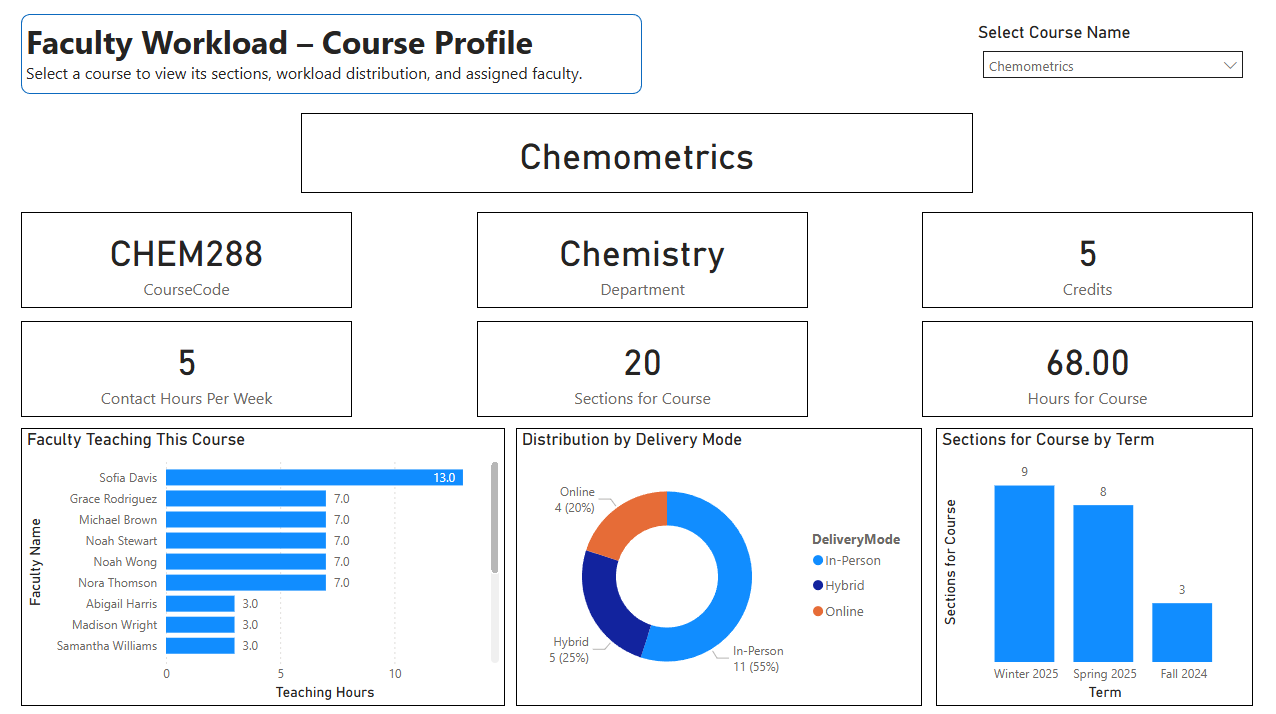 Faculty Workload – Course Profile
Select a course to view its sections, workload distribution, and assigned faculty.
Select Course Name
Chemometrics
Chemometrics
CHEM288
CourseCode
Chemistry
Department
5
Credits
5
Contact Hours Per Week
20
Sections for Course
68.00
Hours for Course
Faculty Teaching This Course
Faculty Name
Sofia Davis 13.0
Grace Rodriguez 7.0
Michael Brown 7.0
Noah Stewart 7.0
Noah Wong 7.0
Nora Thomson 7.0
Abigail Harris 3.0
Madison Wright 3.0
Samantha Williams 3.0
0 5 10
Teaching Hours
Distribution by Delivery Mode
Online
4 (20%)
Hybrid
5 (25%)
In-Person
11 (55%)
DeliveryMode
In-Person
Hybrid
Online
Sections for Course by Term
Sections for Course
9
8
3
Winter 2025 Spring 2025 Fall 2024
Term